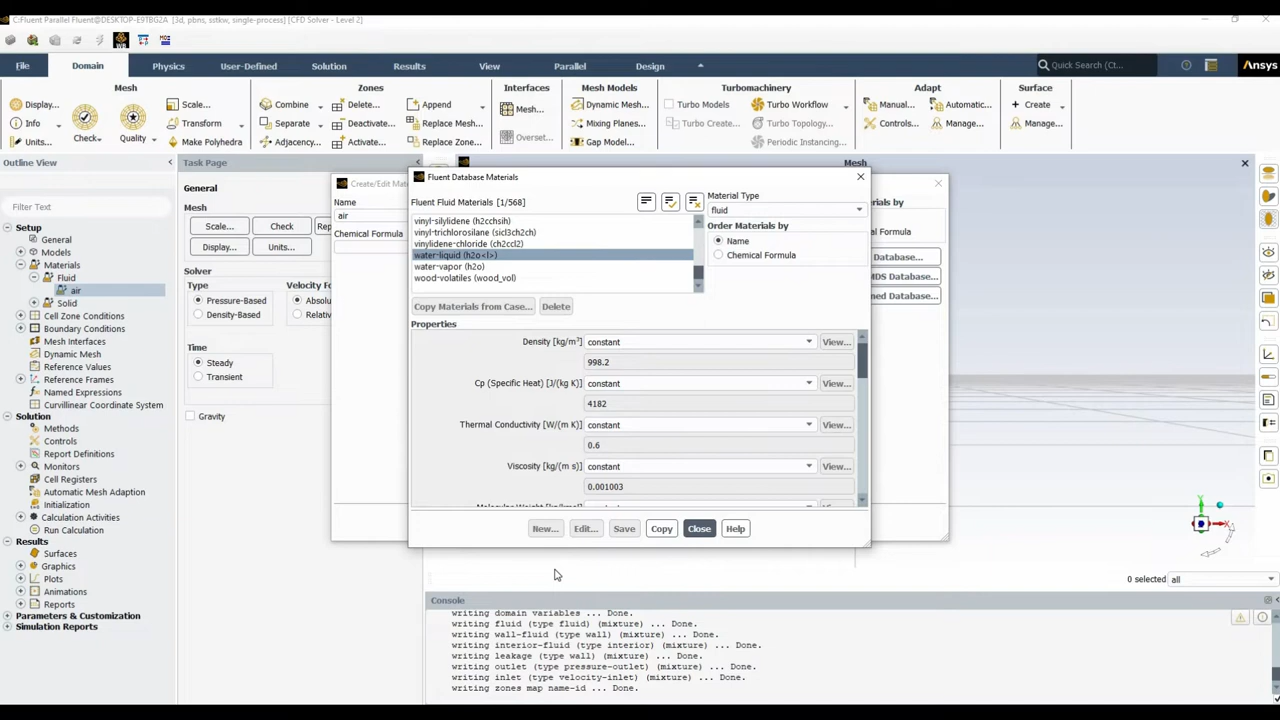 C:Fluent Parallel Fluent@DESKTOP-E9TBG2A [3d, pbns, sstkw, single-process] [CFD Solver - Level 2]
File Domain Physics User-Defined Solution Results View Parallel Design Quick Search (Ct... Ansys
Mesh Zones Interfaces Mesh Models Turbomachinery Adapt Surface
Display... Scale... Combine Delete... Append Mesh... Dynamic Mesh... Turbo Models Turbo Workflow Manual... Automatic... Create
Info Check Quality Transform Separate Deactivate... Replace Mesh... Mixing Planes... Turbo Create... Turbo Topology... Controls... Manage... Manage...
Units... Make Polyhedra Adjacency... Activate... Replace Zone... Overset... Gap Model... Periodic Instancing...
Outline View
Filter Text
Setup
General
Models
Materials
Fluid
air
Solid
Cell Zone Conditions
Boundary Conditions
Mesh Interfaces
Dynamic Mesh
Reference Values
Reference Frames
Named Expressions
Curvilinear Coordinate System
Solution
Methods
Controls
Report Definitions
Monitors
Cell Registers
Automatic Mesh Adaption
Initialization
Calculation Activities
Run Calculation
Results
Surfaces
Graphics
Plots
Animations
Reports
Parameters & Customization
Simulation Reports
Task Page
General
Mesh
Scale... Check Rep
Display... Units...
Solver
Type Velocity Fo
Pressure-Based Absolu
Density-Based Relativ
Time
Steady
Transient
Gravity
Mesh
Create/Edit Mate
Name
air
Chemical Formula
ials by
ormula
Database...
MDS Database...
ned Database...
Fluent Database Materials
Fluent Fluid Materials [1/568]
vinyl-silylidene (h2cchsih)
vinyl-trichlorosilane (sicl3ch2ch)
vinylidene-chloride (ch2ccl2)
water-liquid (h2o<l>)
water-vapor (h2o)
wood-volatiles (wood_vol)
Material Type
fluid
Order Materials by
Name
Chemical Formula
Copy Materials from Case... Delete
Properties
Density [kg/m³] constant View...
998.2
Cp (Specific Heat) [J/(kg K)] constant View...
4182
Thermal Conductivity [W/(m K)] constant View...
0.6
Viscosity [kg/(m s)] constant View...
0.001003
New... Edit... Save Copy Close Help
0 selected all
Console
writing domain variables ... Done.
writing fluid (type fluid) (mixture) ... Done.
writing wall-fluid (type wall) (mixture) ... Done.
writing interior-fluid (type interior) (mixture) ... Done.
writing leakage (type wall) (mixture) ... Done.
writing outlet (type pressure-outlet) (mixture) ... Done.
writing inlet (type velocity-inlet) (mixture) ... Done.
writing zones map name-id ... Done.